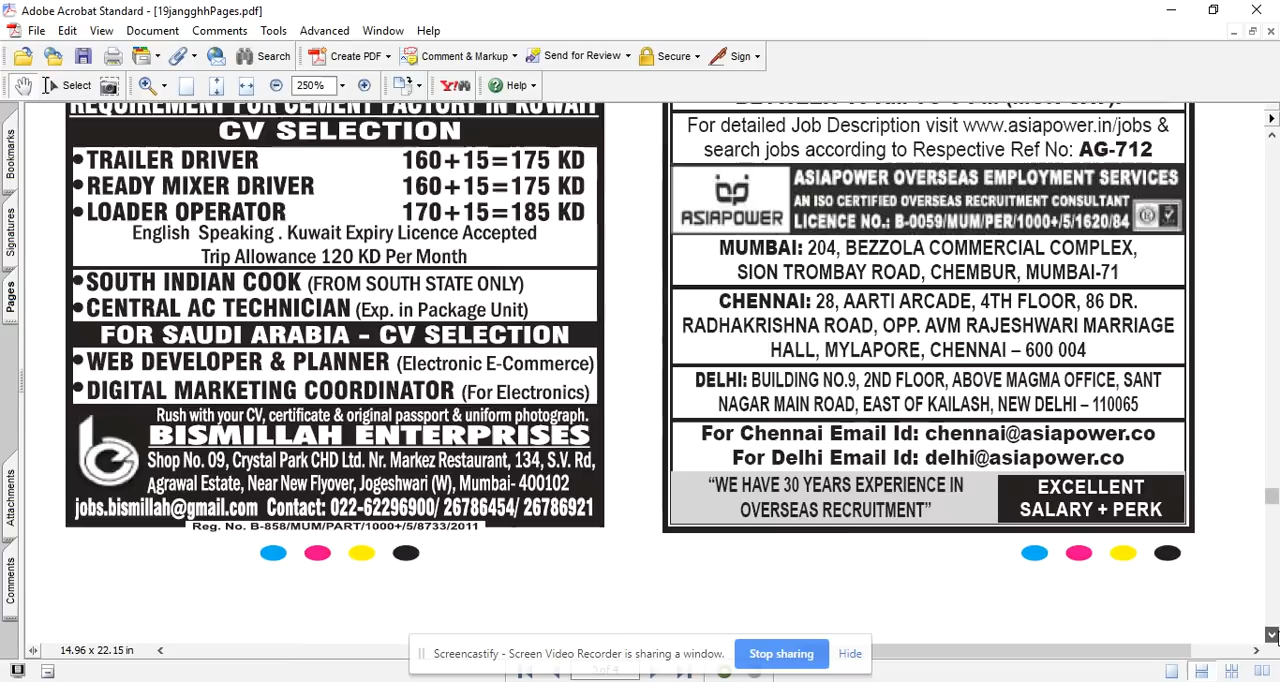 Adobe Acrobat Standard - [19jangghhPages.pdf]
File Edit View Document Comments Tools Advanced Window Help
Search Create PDF Comment & Markup Send for Review Secure Sign
Select 250% Y! Help
Bookmarks
Signatures
Pages
Attachments
Comments
REQUIREMENT FOR CEMENT FACTORY IN KUWAIT
CV SELECTION
•TRAILER DRIVER 160+15=175 KD
•READY MIXER DRIVER 160+15=175 KD
•LOADER OPERATOR 170+15=185 KD
English Speaking . Kuwait Expiry Licence Accepted
Trip Allowance 120 KD Per Month
•SOUTH INDIAN COOK (FROM SOUTH STATE ONLY)
•CENTRAL AC TECHNICIAN (Exp. in Package Unit)
FOR SAUDI ARABIA - CV SELECTION
•WEB DEVELOPER & PLANNER (Electronic E-Commerce)
•DIGITAL MARKETING COORDINATOR (For Electronics)
Rush with your CV, certificate & original passport & uniform photograph.
BISMILLAH ENTERPRISES
Shop No. 09, Crystal Park CHD Ltd. Nr. Markez Restaurant, 134, S.V. Rd,
Agrawal Estate, Near New Flyover, Jogeshwari (W), Mumbai- 400102
jobs.bismillah@gmail.com Contact: 022-62296900/ 26786454/ 26786921
Reg. No. B-858/MUM/PART/1000+/5/8733/2011
For detailed Job Description visit www.asiapower.in/jobs &
search jobs according to Respective Ref No: AG-712
ASIAPOWER
ASIAPOWER OVERSEAS EMPLOYMENT SERVICES
AN ISO CERTIFIED OVERSEAS RECRUITMENT CONSULTANT
LICENCE NO.: B-0059/MUM/PER/1000+/5/1620/84
MUMBAI: 204, BEZZOLA COMMERCIAL COMPLEX,
SION TROMBAY ROAD, CHEMBUR, MUMBAI-71
CHENNAI: 28, AARTI ARCADE, 4TH FLOOR, 86 DR.
RADHAKRISHNA ROAD, OPP. AVM RAJESHWARI MARRIAGE
HALL, MYLAPORE, CHENNAI – 600 004
DELHI: BUILDING NO.9, 2ND FLOOR, ABOVE MAGMA OFFICE, SANT
NAGAR MAIN ROAD, EAST OF KAILASH, NEW DELHI – 110065
For Chennai Email Id: chennai@asiapower.co
For Delhi Email Id: delhi@asiapower.co
“WE HAVE 30 YEARS EXPERIENCE IN
OVERSEAS RECRUITMENT”
EXCELLENT
SALARY + PERK
14.96 x 22.15 in
Screencastify - Screen Video Recorder is sharing a window. Stop sharing Hide